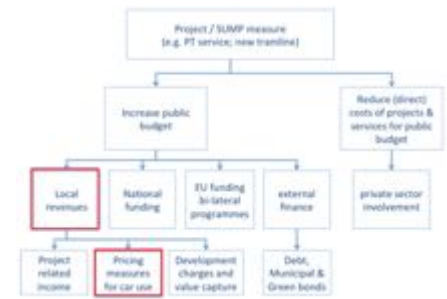 Project / SUMP measure
(e.g. PT service; new tramline)
Increase public
budget
Reduce (direct)
costs of projects &
services for public
budget
Local
revenues
National
funding
EU funding
bi-lateral
programmes
external
finance
private sector
involvement
Project
related
income
Pricing
measures
for car use
Development
charges and
value capture
Debt,
Municipal &
Green bonds